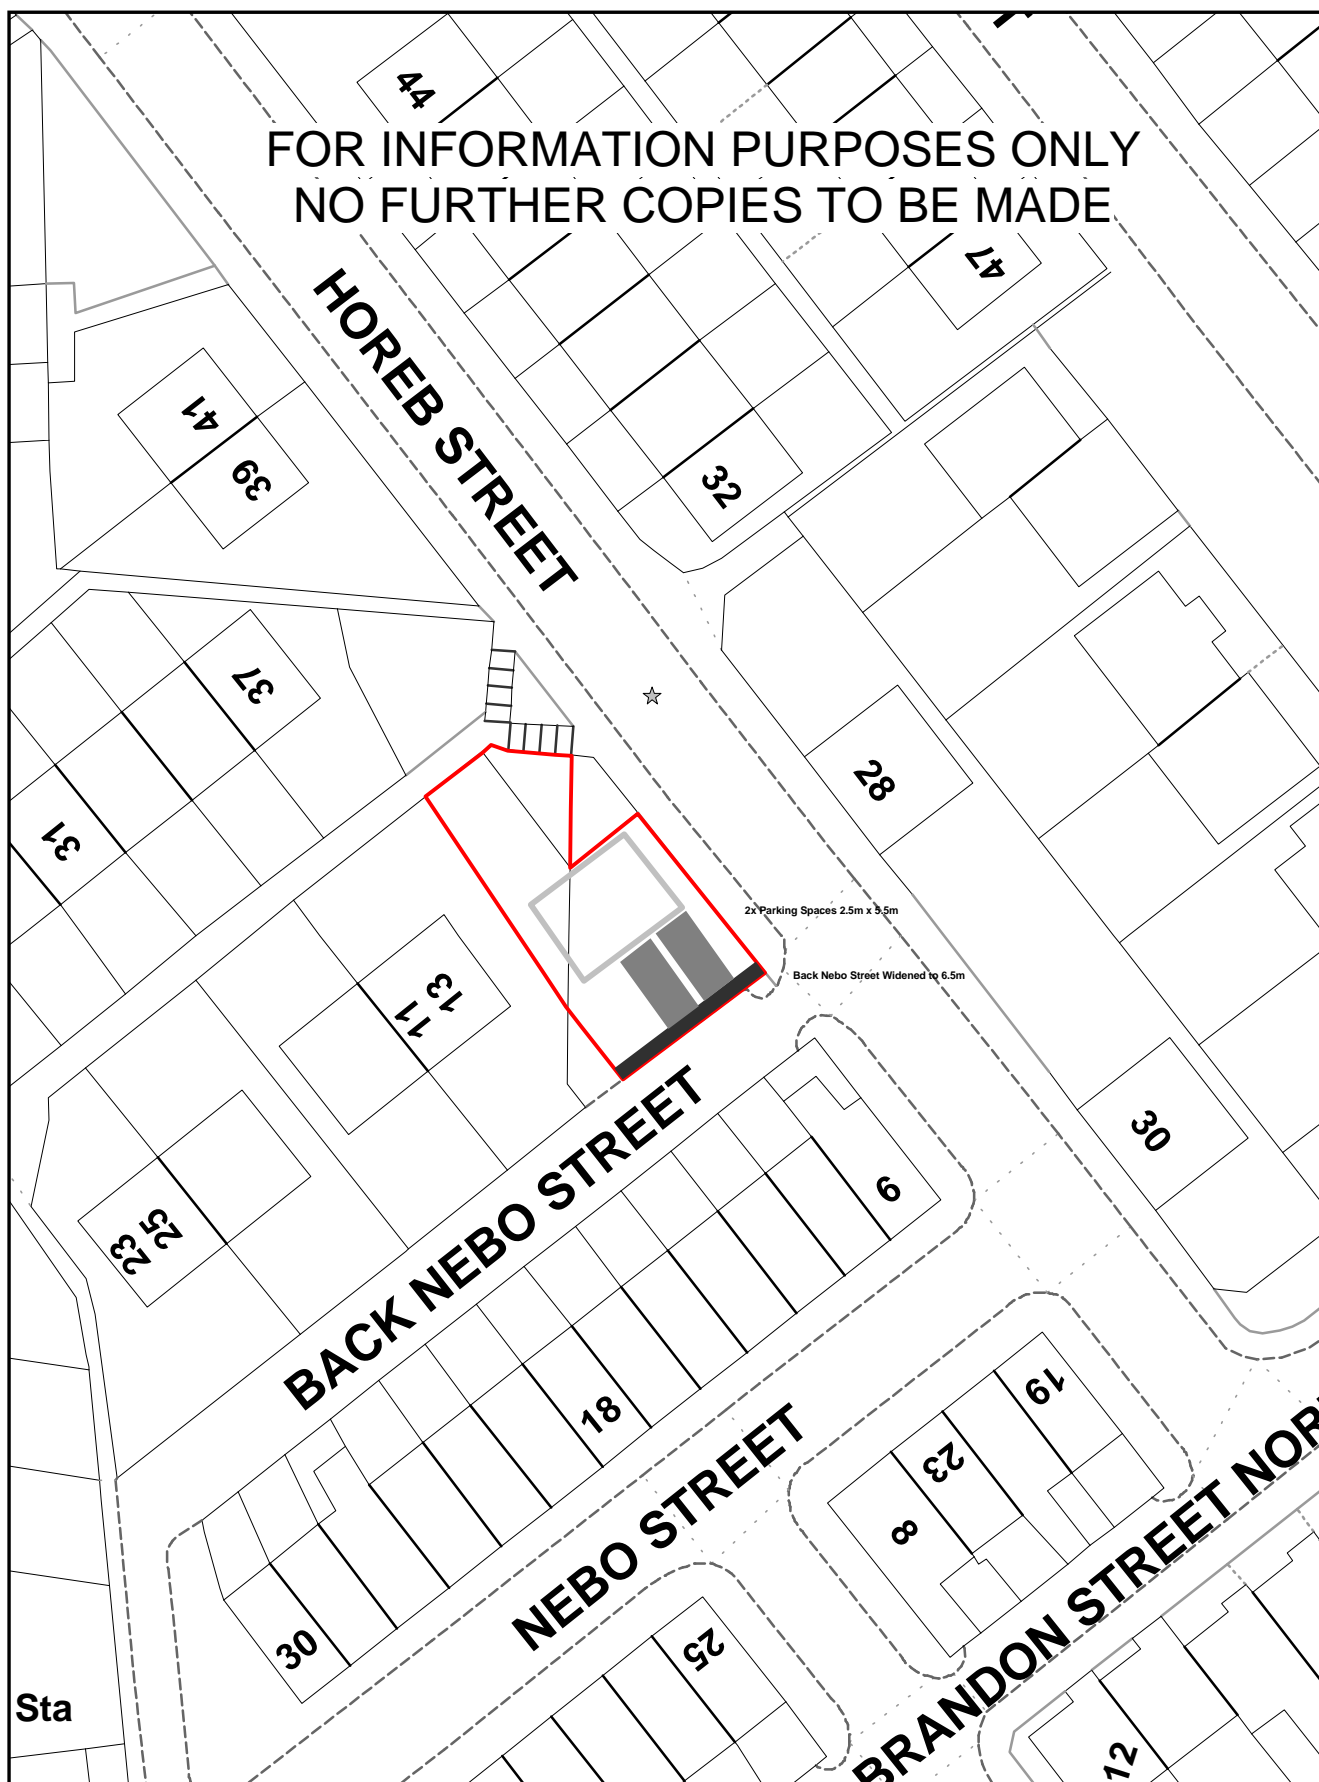 44
FOR INFORMATION PURPOSES ONLY
NO FURTHER COPIES TO BE MADE
47
HOREB STREET
41
39
32
37
28
31
2x Parking Spaces 2.5m x 5.5m
Back Nebo Street Widened to 6.5m
13
11
30
BACK NEBO STREET
9
25
23
18
19
23
NEBO STREET
8
BRANDON STREET NOR
30
25
Sta
12